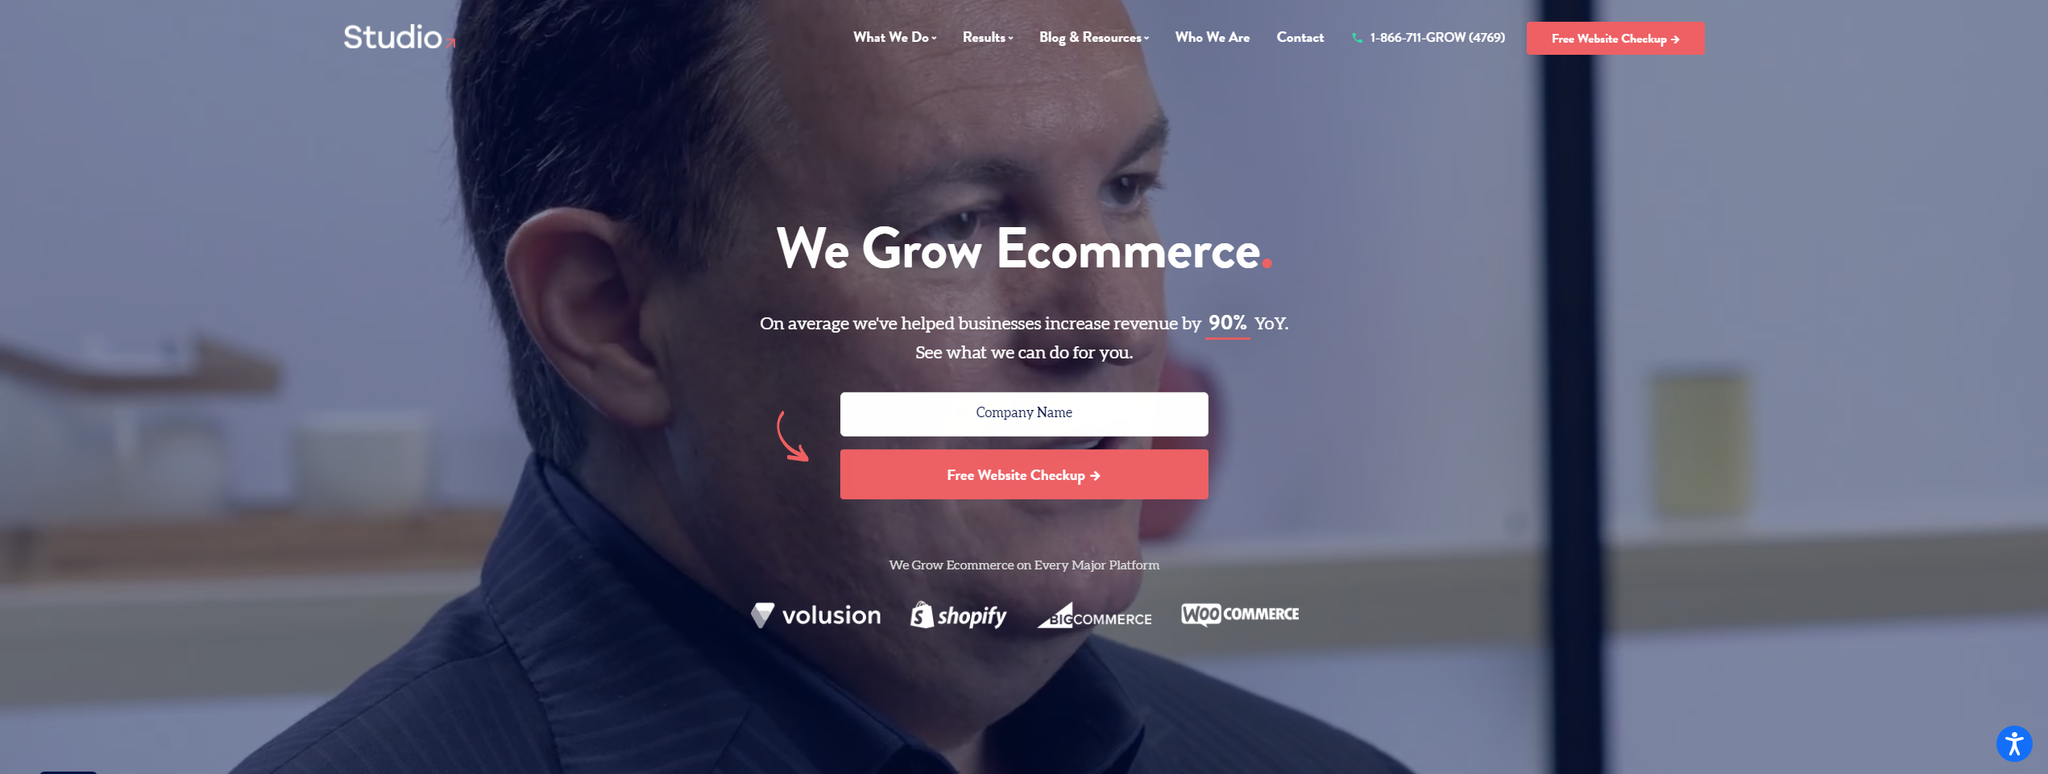 Studio
What We Do
Results
Blog & Resources
Who We Are
Contact
1-866-711-GROW (4769)
Free Website Checkup →
We Grow Ecommerce.
On average we've helped businesses increase revenue by 90% YoY.
See what we can do for you.
Company Name
Free Website Checkup →
We Grow Ecommerce on Every Major Platform
volusion
shopify
BIGCOMMERCE
WOO COMMERCE